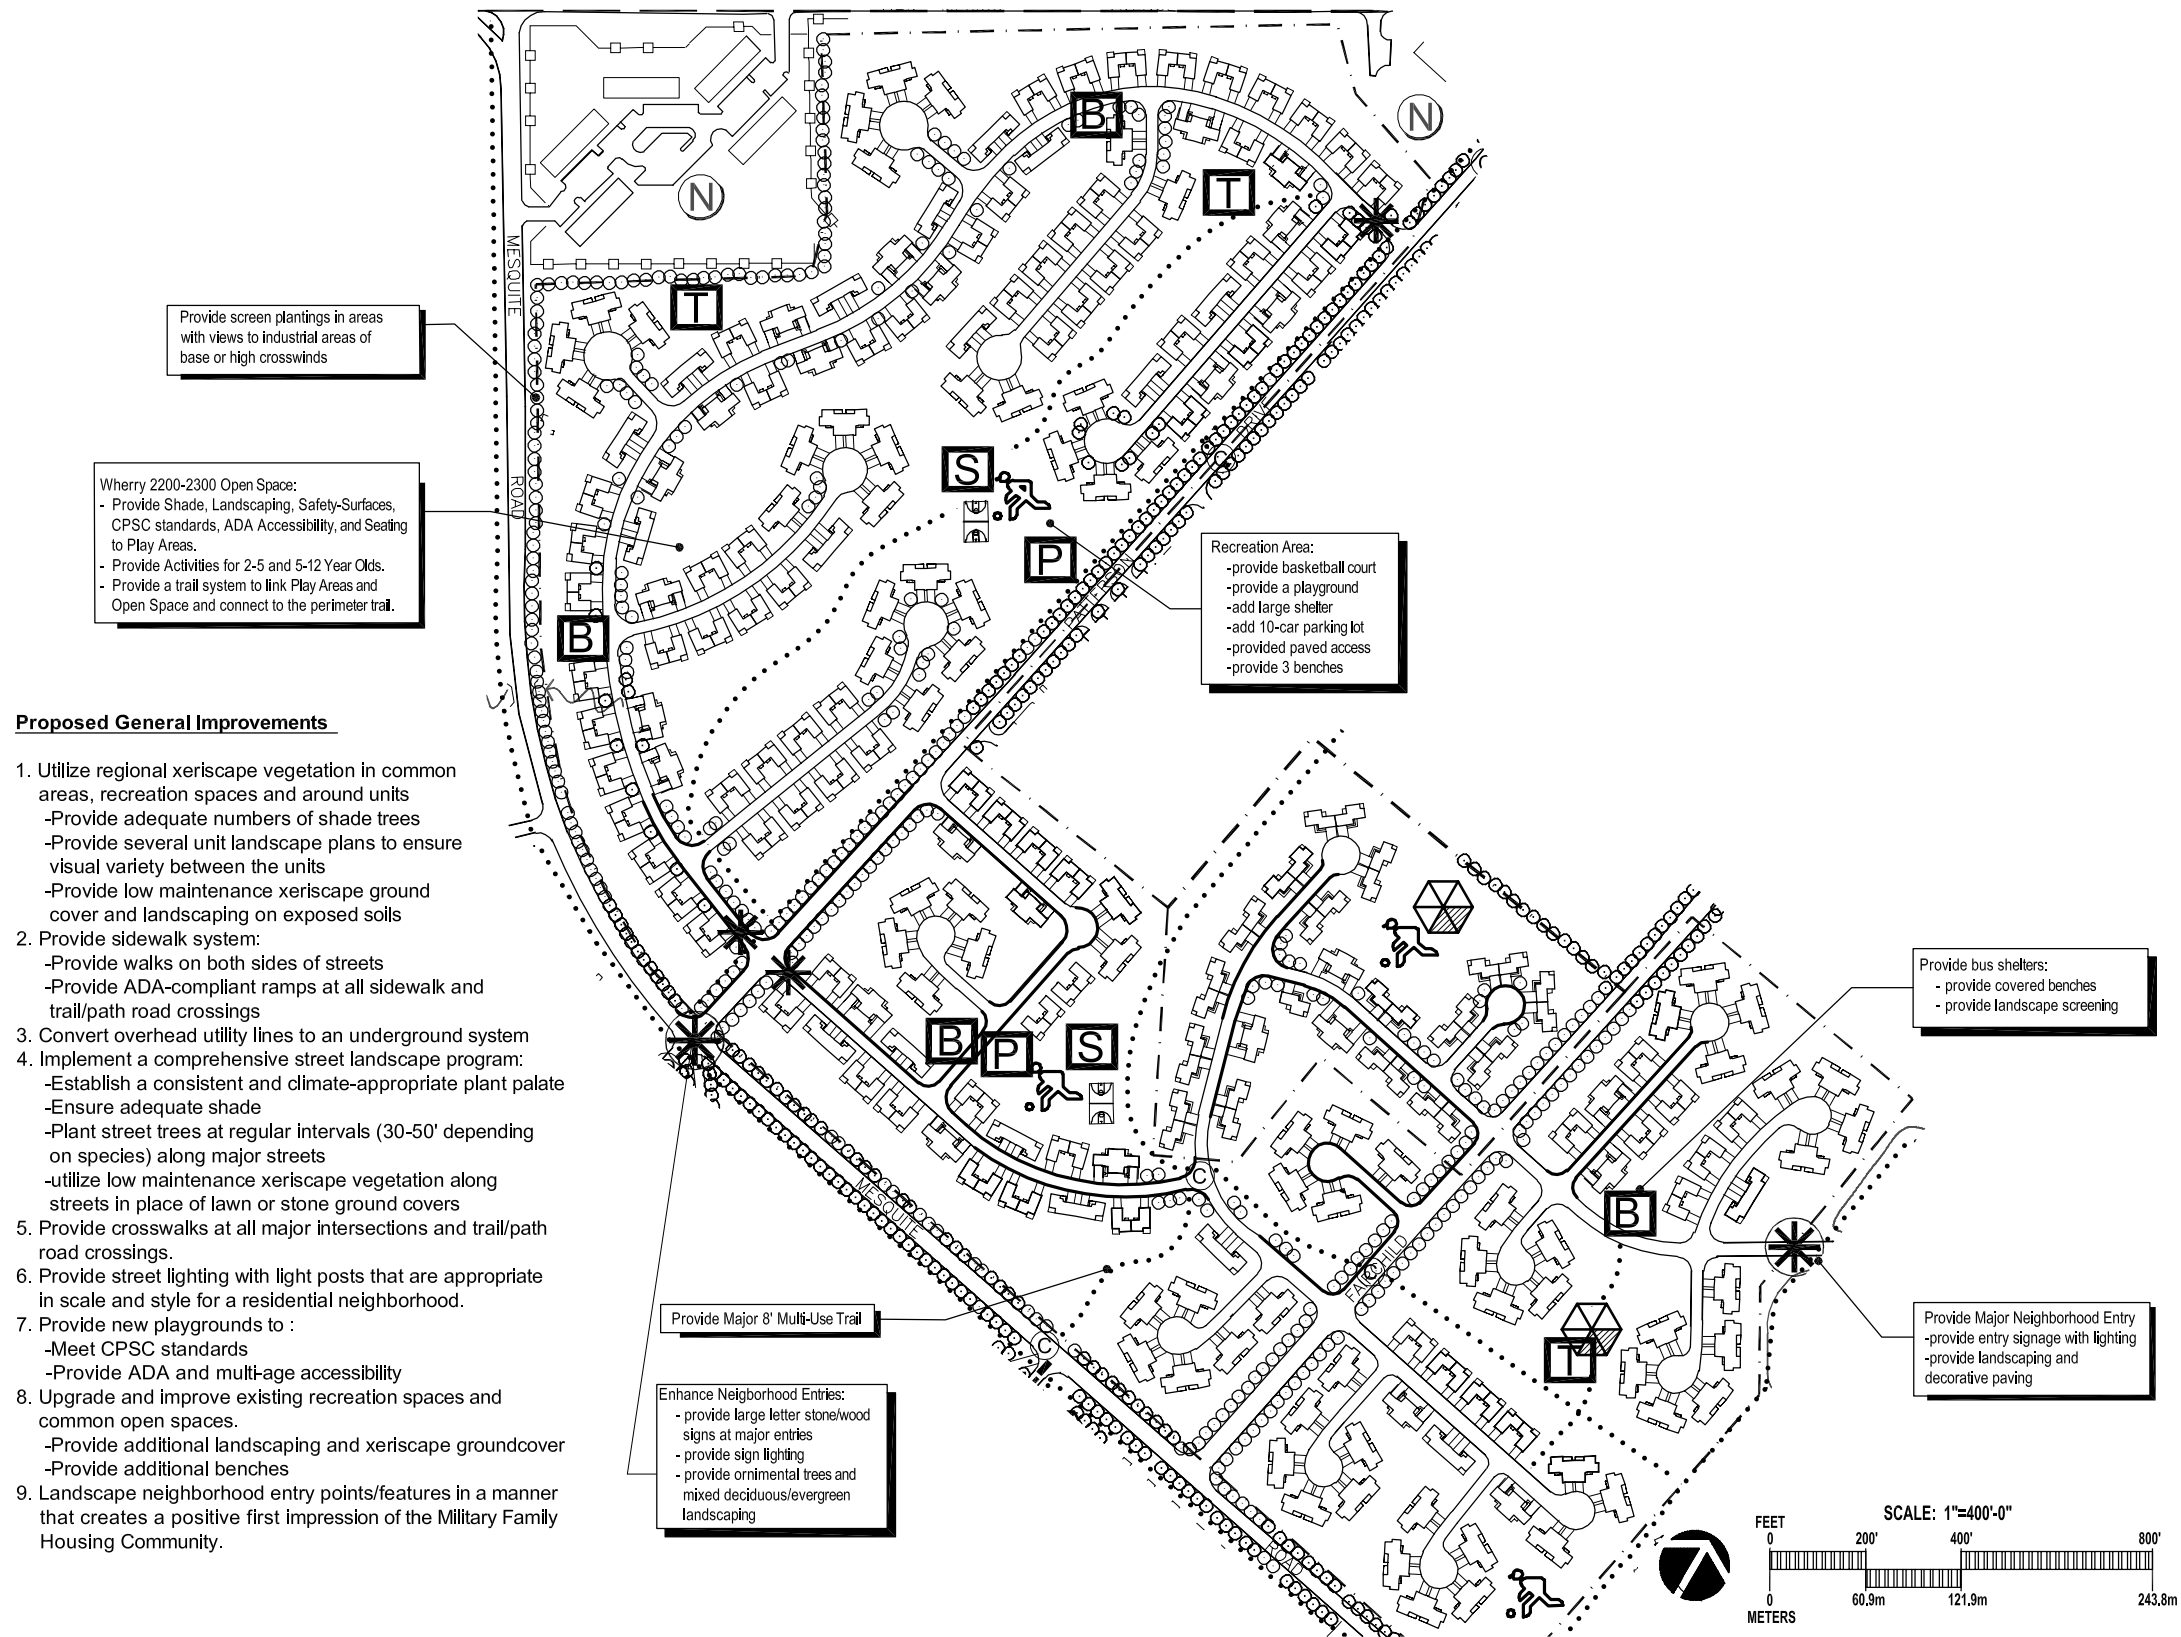 N
B
N
T
MESQUITE
T
Provide screen plantings in areas
with views to industrial areas of
base or high crosswinds
ROAD
S
Wherry 2200-2300 Open Space:
- Provide Shade, Landscaping, Safety-Surfaces,
CPSC standards, ADA Accessibility, and Seating
to Play Areas.
- Provide Activities for 2-5 and 5-12 Year Olds.
- Provide a trail system to link Play Areas and
Open Space and connect to the perimeter trail.
P
Recreation Area:
-provide basketball court
-provide a playground
-add large shelter
-add 10-car parking lot
-provided paved access
-provide 3 benches
B
Proposed General Improvements
1. Utilize regional xeriscape vegetation in common
areas, recreation spaces and around units
-Provide adequate numbers of shade trees
-Provide several unit landscape plans to ensure
visual variety between the units
-Provide low maintenance xeriscape ground
cover and landscaping on exposed soils
2. Provide sidewalk system:
-Provide walks on both sides of streets
-Provide ADA-compliant ramps at all sidewalk and
trail/path road crossings
3. Convert overhead utility lines to an underground system
4. Implement a comprehensive street landscape program:
-Establish a consistent and climate-appropriate plant palate
-Ensure adequate shade
-Plant street trees at regular intervals (30-50' depending
on species) along major streets
-utilize low maintenance xeriscape vegetation along
streets in place of lawn or stone ground covers
5. Provide crosswalks at all major intersections and trail/path
road crossings.
6. Provide street lighting with light posts that are appropriate
in scale and style for a residential neighborhood.
7. Provide new playgrounds to :
-Meet CPSC standards
-Provide ADA and multi-age accessibility
8. Upgrade and improve existing recreation spaces and
common open spaces.
-Provide additional landscaping and xeriscape groundcover
-Provide additional benches
9. Landscape neighborhood entry points/features in a manner
that creates a positive first impression of the Military Family
Housing Community.
B
P
S
Provide bus shelters:
- provide covered benches
- provide landscape screening
C
MESQUITE
B
C
Provide Major 8' Multi-Use Trail
C
T
Provide Major Neighborhood Entry
-provide entry signage with lighting
-provide landscaping and
decorative paving
Enhance Neigborhood Entries:
- provide large letter stone/wood
signs at major entries
- provide sign lighting
- provide ornimental trees and
mixed deciduous/evergreen
landscaping
ROAD
SCALE: 1"=400'-0"
FEET
0 200' 400' 800'
0 60.9m 121.9m 243.8m
METERS